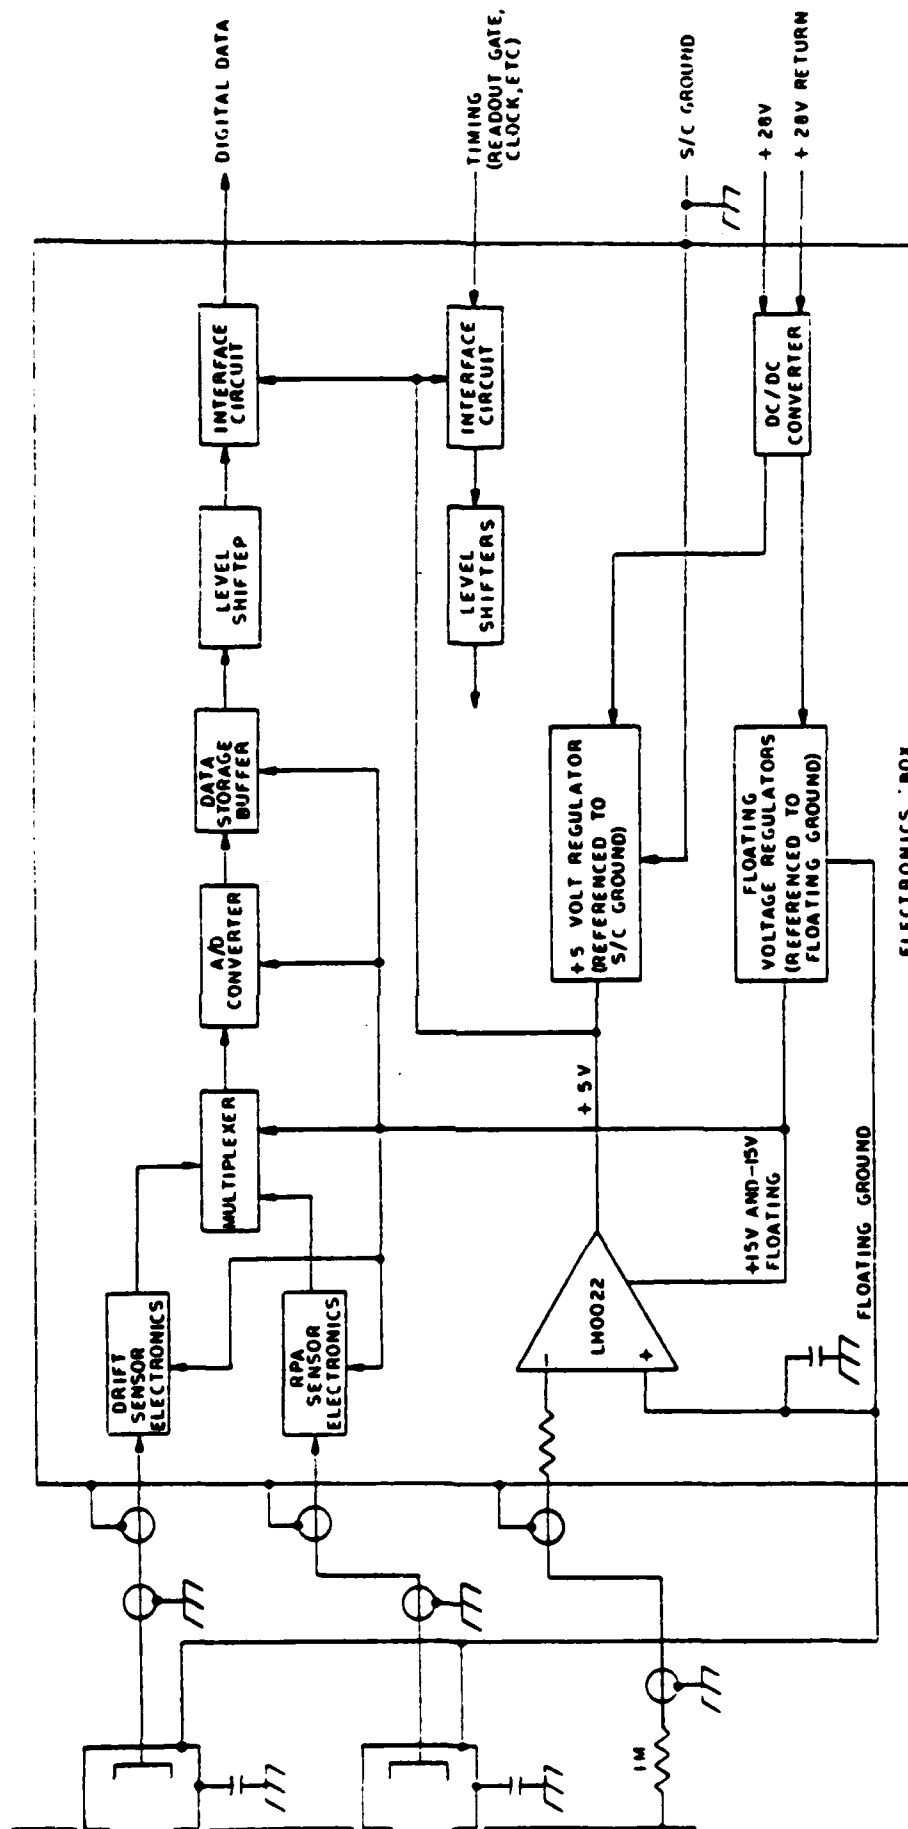 DIGITAL DATA
TIMING
(READOUT GATE,
CLOCK, ETC)
S/C GROUND
+ 28V
+ 28V RETURN
INTERFACE
CIRCUIT
INTERFACE
CIRCUIT
DC/DC
CONVERTER
LEVEL
SHIFTEP
LEVEL
SHIFTERS
DATA
STORAGE
BUFFER
+5 VOLT REGULATOR
(REFERENCED TO
S/C GROUND)
FLOATING
VOLTAGE REGULATORS
(REFERENCED TO
FLOATING GROUND)
ELECTRONICS BOX
A/D
CONVERTER
MULTIPLEXER
+ 5V
+15V AND -15V
FLOATING
FLOATING GROUND
DRIFT
SENSOR
ELECTRONICS
RPA
SENSOR
ELECTRONICS
-
LH0022
+
1M